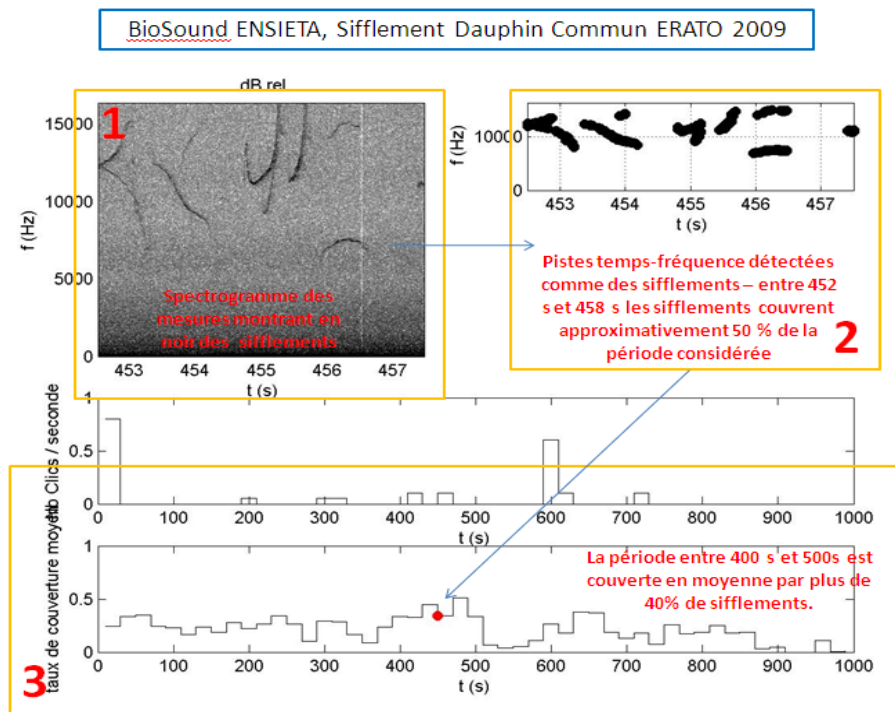 BioSound ENSIETA, Sifflement Dauphin Commun ERATO 2009
dB rel
1
15000
10000
5000
0
f (Hz)
453 454 455 456 457
t (s)
Spectrogramme des
mesures montrant en
noir des sifflements
10000
0
f (Hz)
453 454 455 456 457
t (s)
Pistes temps-fréquence détectées
comme des sifflements – entre 452
s et 458 s les sifflements couvrent
approximativement 50 % de la
période considérée
2
1
0.5
0
nb Clics / seconde
0 100 200 300 400 500 600 700 800 900 1000
t (s)
1
0.5
0
taux de couverture moyen
La période entre 400 s et 500s est
couverte en moyenne par plus de
40% de sifflements.
0 100 200 300 400 500 600 700 800 900 1000
t (s)
3